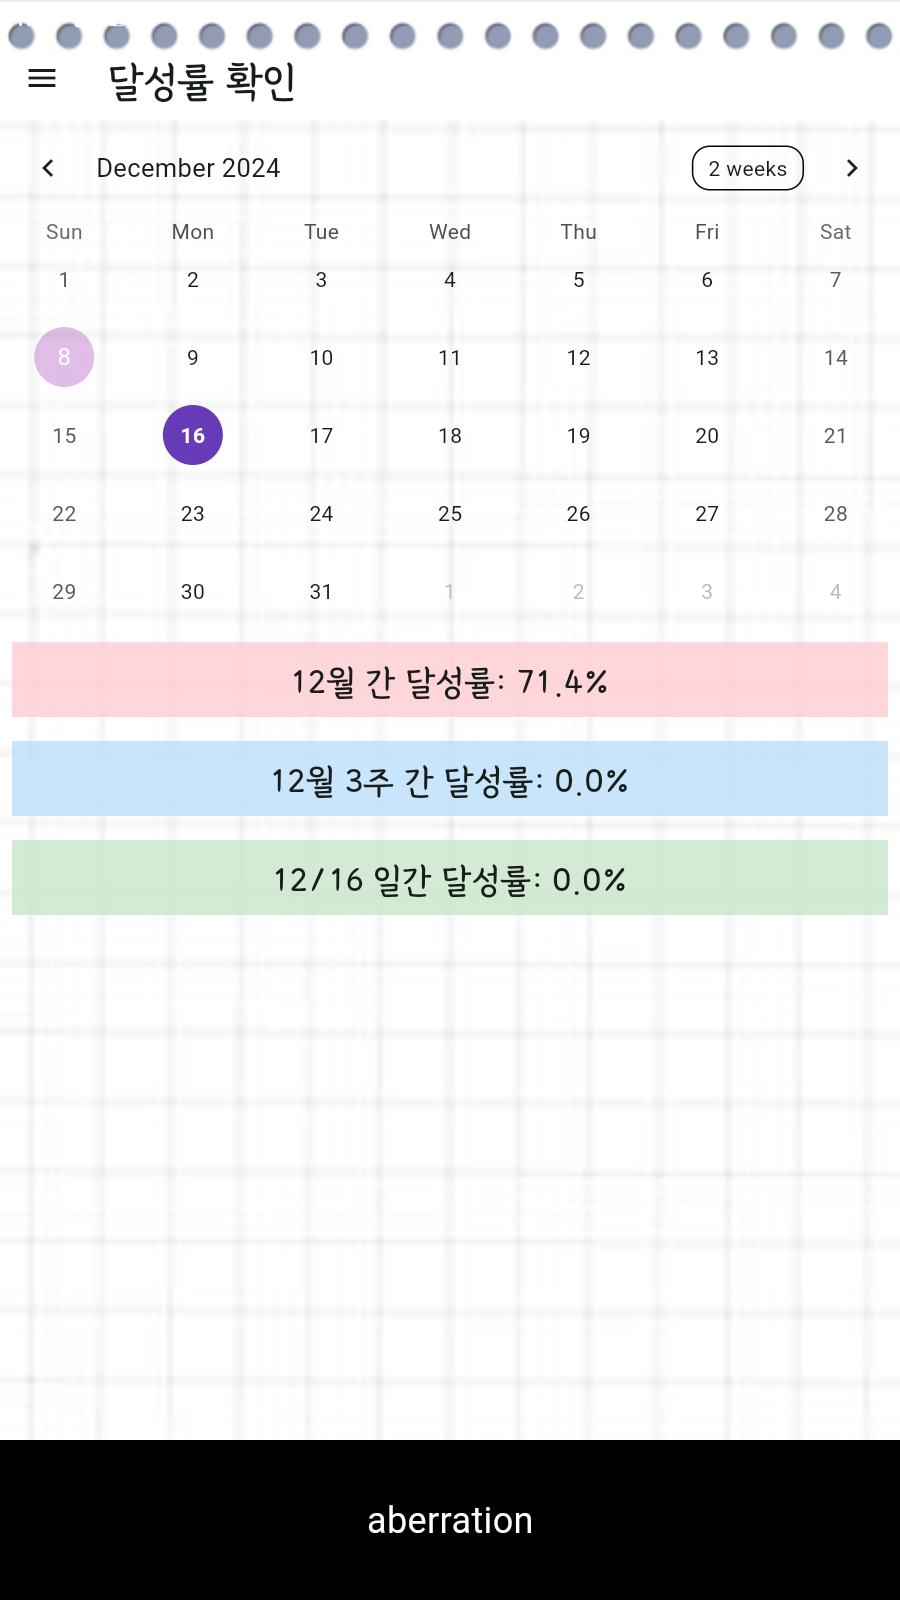 달성률 확인
December 2024 2 weeks
Sun Mon Tue Wed Thu Fri Sat
1 2 3 4 5 6 7
8 9 10 11 12 13 14
15 16 17 18 19 20 21
22 23 24 25 26 27 28
29 30 31 1 2 3 4
12월 간 달성률: 71.4%
12월 3주 간 달성률: 0.0%
12/16 일간 달성률: 0.0%
aberration